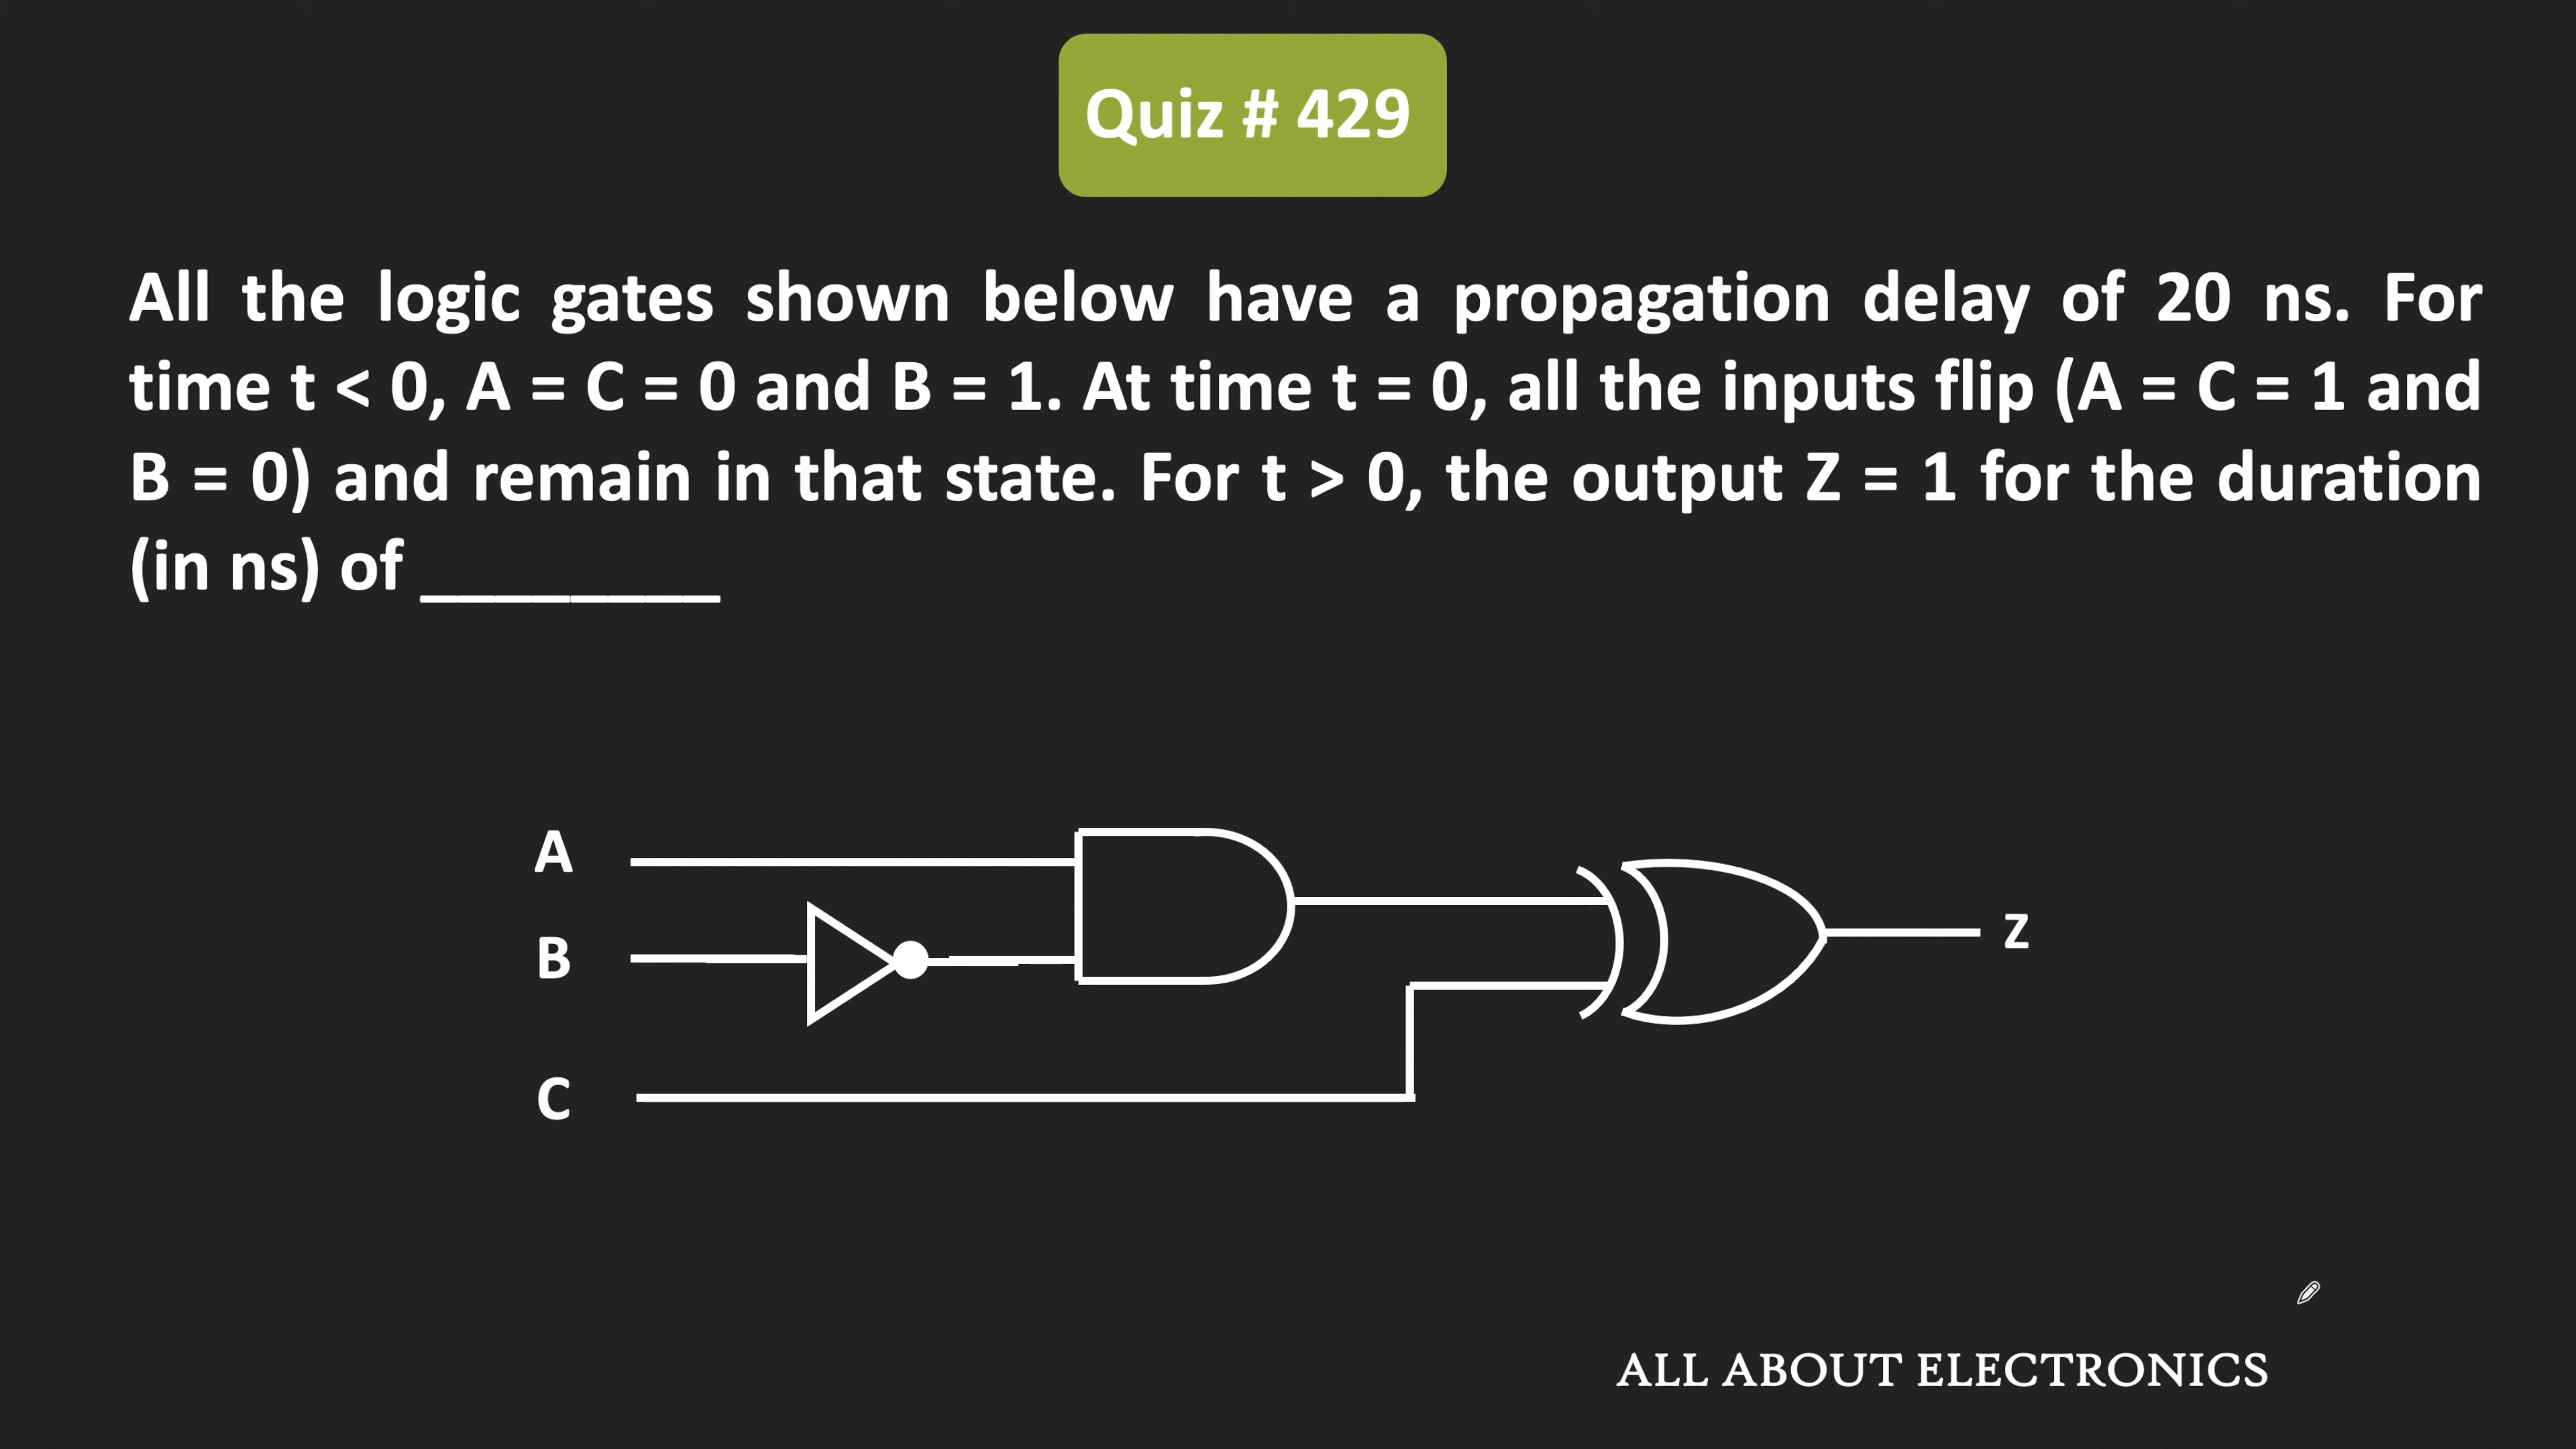 Quiz # 429
All the logic gates shown below have a propagation delay of 20 ns. For
time t < 0, A = C = 0 and B = 1. At time t = 0, all the inputs flip (A = C = 1 and
B = 0) and remain in that state. For t > 0, the output Z = 1 for the duration
(in ns) of ________
A
B
Z
C
ALL ABOUT ELECTRONICS